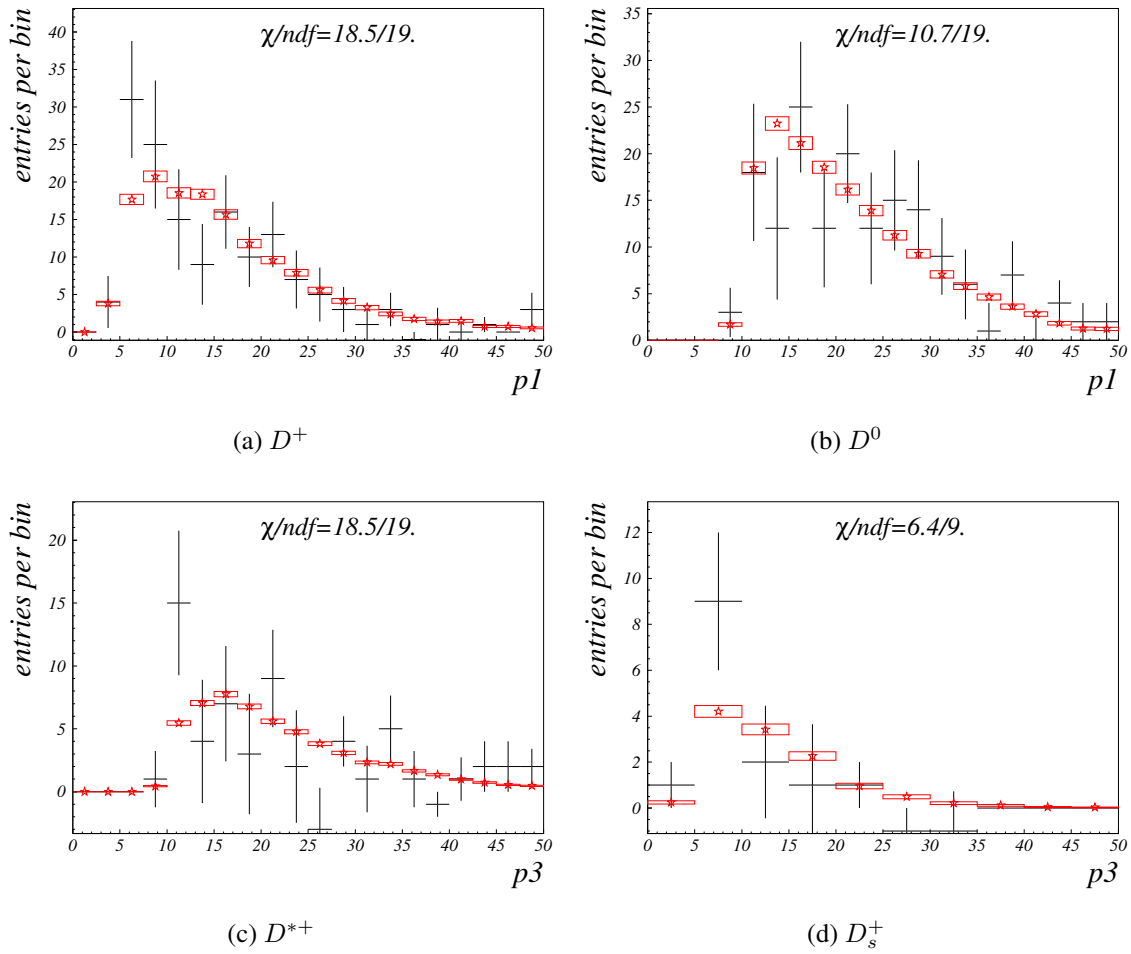 χ/ndf=18.5/19.
entries per bin
40
35
30
25
20
15
10
5
0
0 5 10 15 20 25 30 35 40 45 50
p1
(a) D⁺
χ/ndf=10.7/19.
entries per bin
35
30
25
20
15
10
5
0
0 5 10 15 20 25 30 35 40 45 50
p1
(b) D⁰
χ/ndf=18.5/19.
entries per bin
20
15
10
5
0
0 5 10 15 20 25 30 35 40 45 50
p3
(c) D*⁺
χ/ndf=6.4/9.
entries per bin
12
10
8
6
4
2
0
0 5 10 15 20 25 30 35 40 45 50
p3
(d) Dₛ⁺